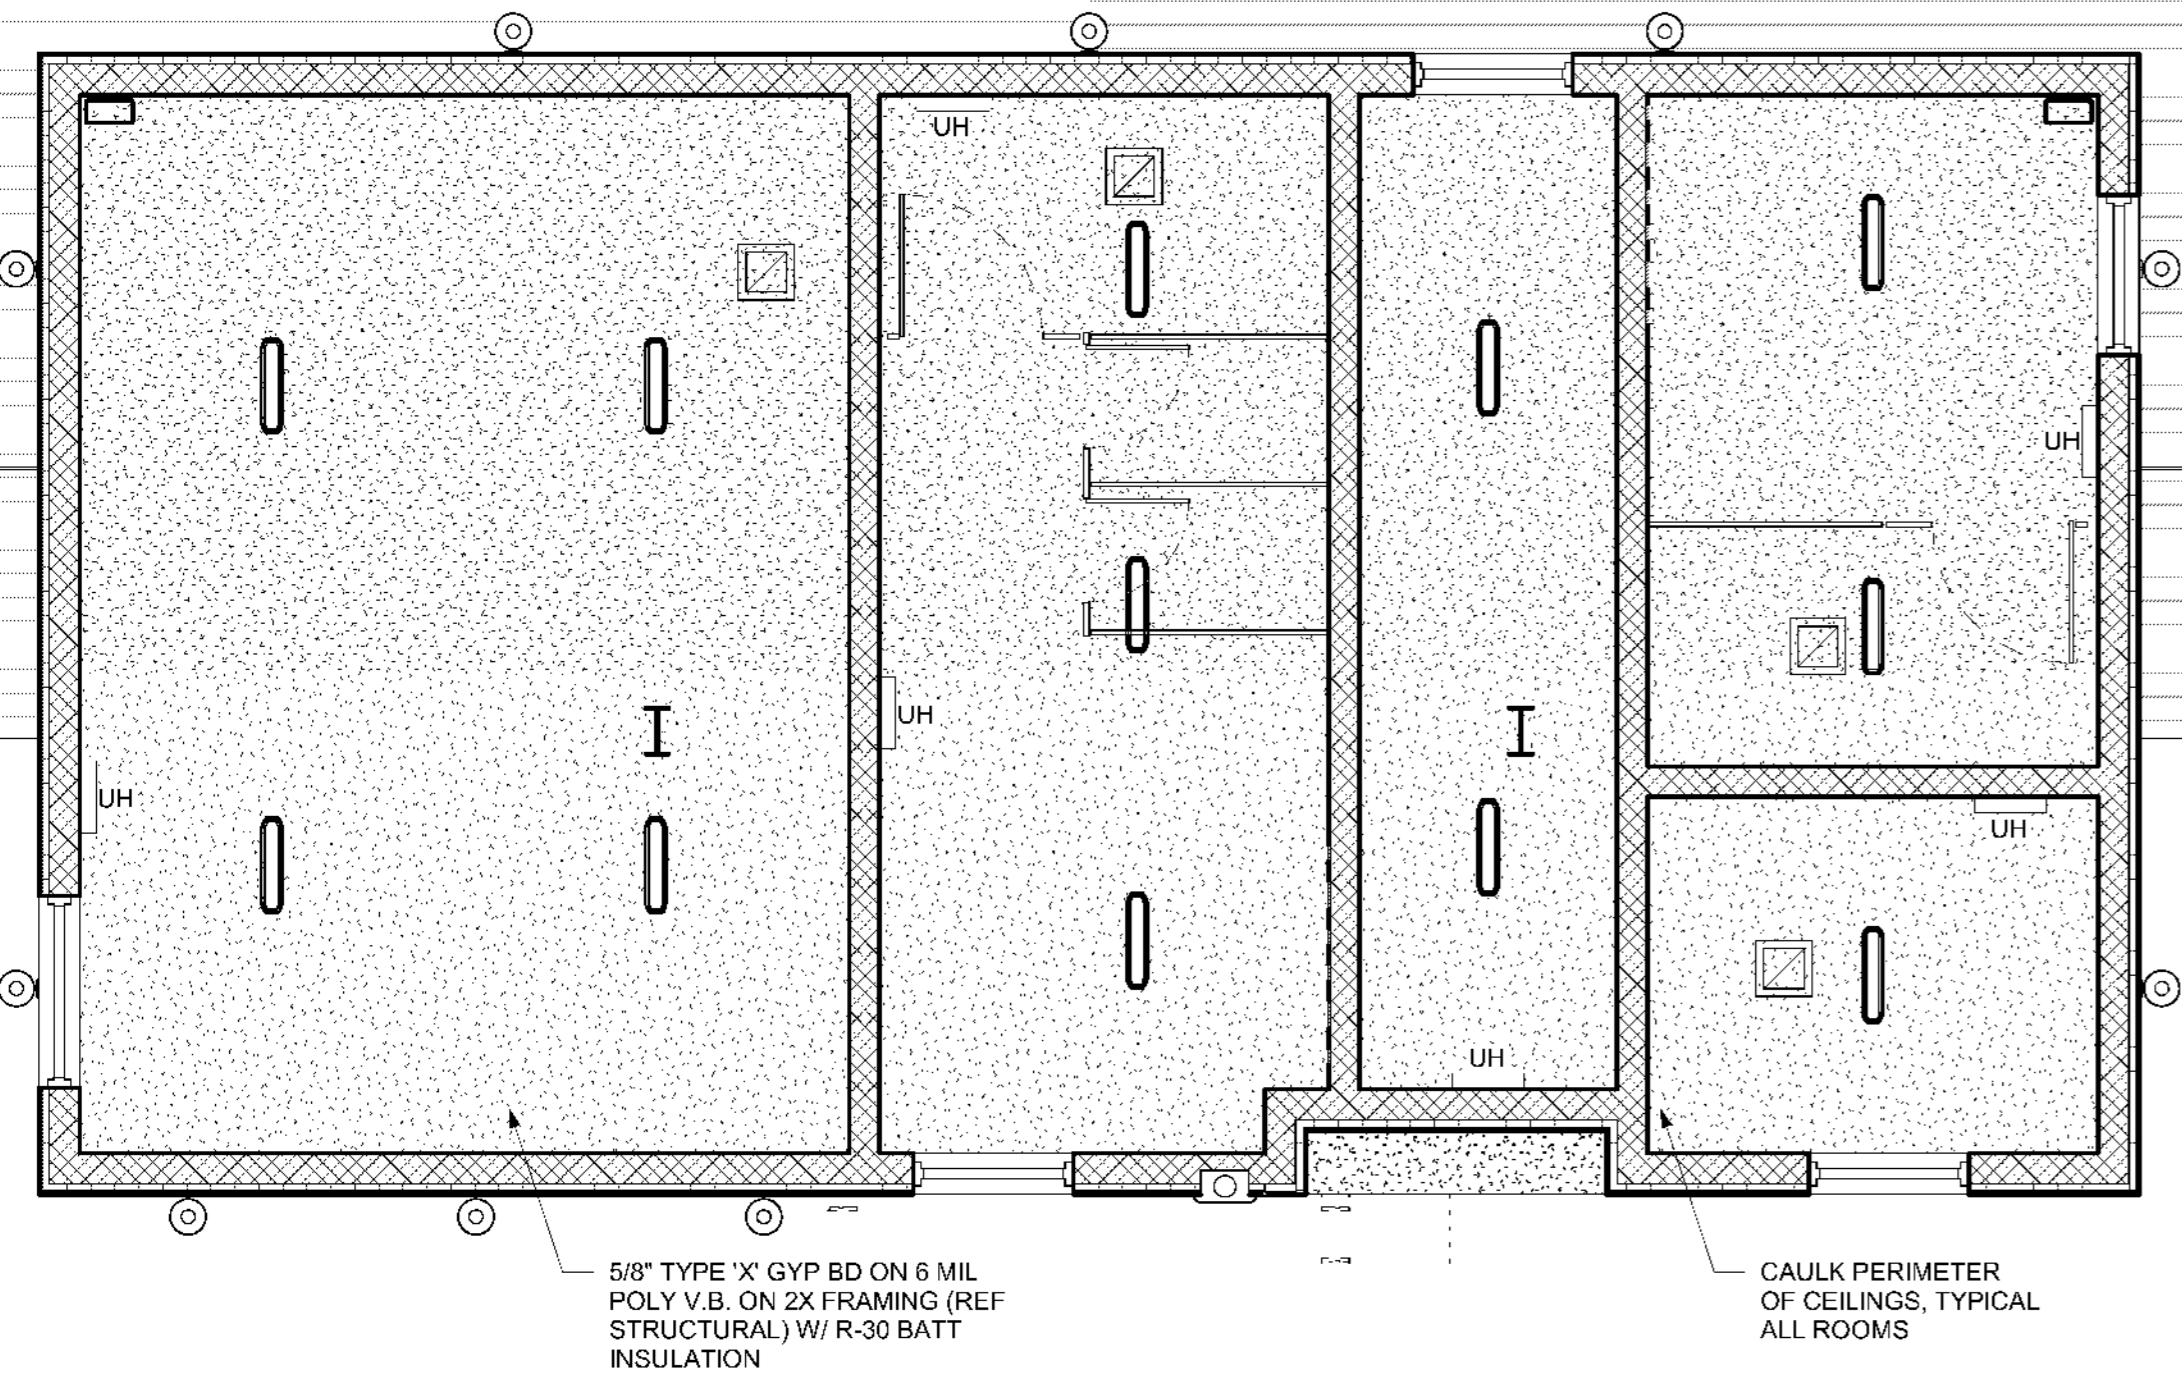 UH
UH
UH
UH
UH
UH
5/8" TYPE 'X' GYP BD ON 6 MIL
POLY V.B. ON 2X FRAMING (REF
STRUCTURAL) W/ R-30 BATT
INSULATION
CAULK PERIMETER
OF CEILINGS, TYPICAL
ALL ROOMS